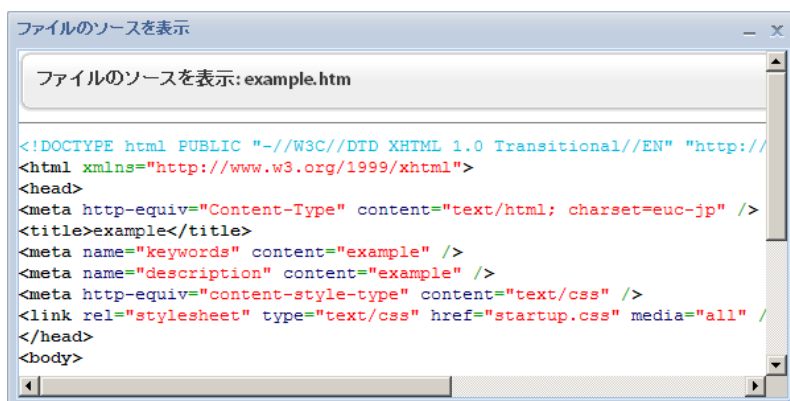 ファイルのソースを表示
ファイルのソースを表示: example.htm
<!DOCTYPE html PUBLIC "-//W3C//DTD XHTML 1.0 Transitional//EN" "http://
<html xmlns="http://www.w3.org/1999/xhtml">
<head>
<meta http-equiv="Content-Type" content="text/html; charset=euc-jp" />
<title>example</title>
<meta name="keywords" content="example" />
<meta name="description" content="example" />
<meta http-equiv="content-style-type" content="text/css" />
<link rel="stylesheet" type="text/css" href="startup.css" media="all" /
</head>
<body>